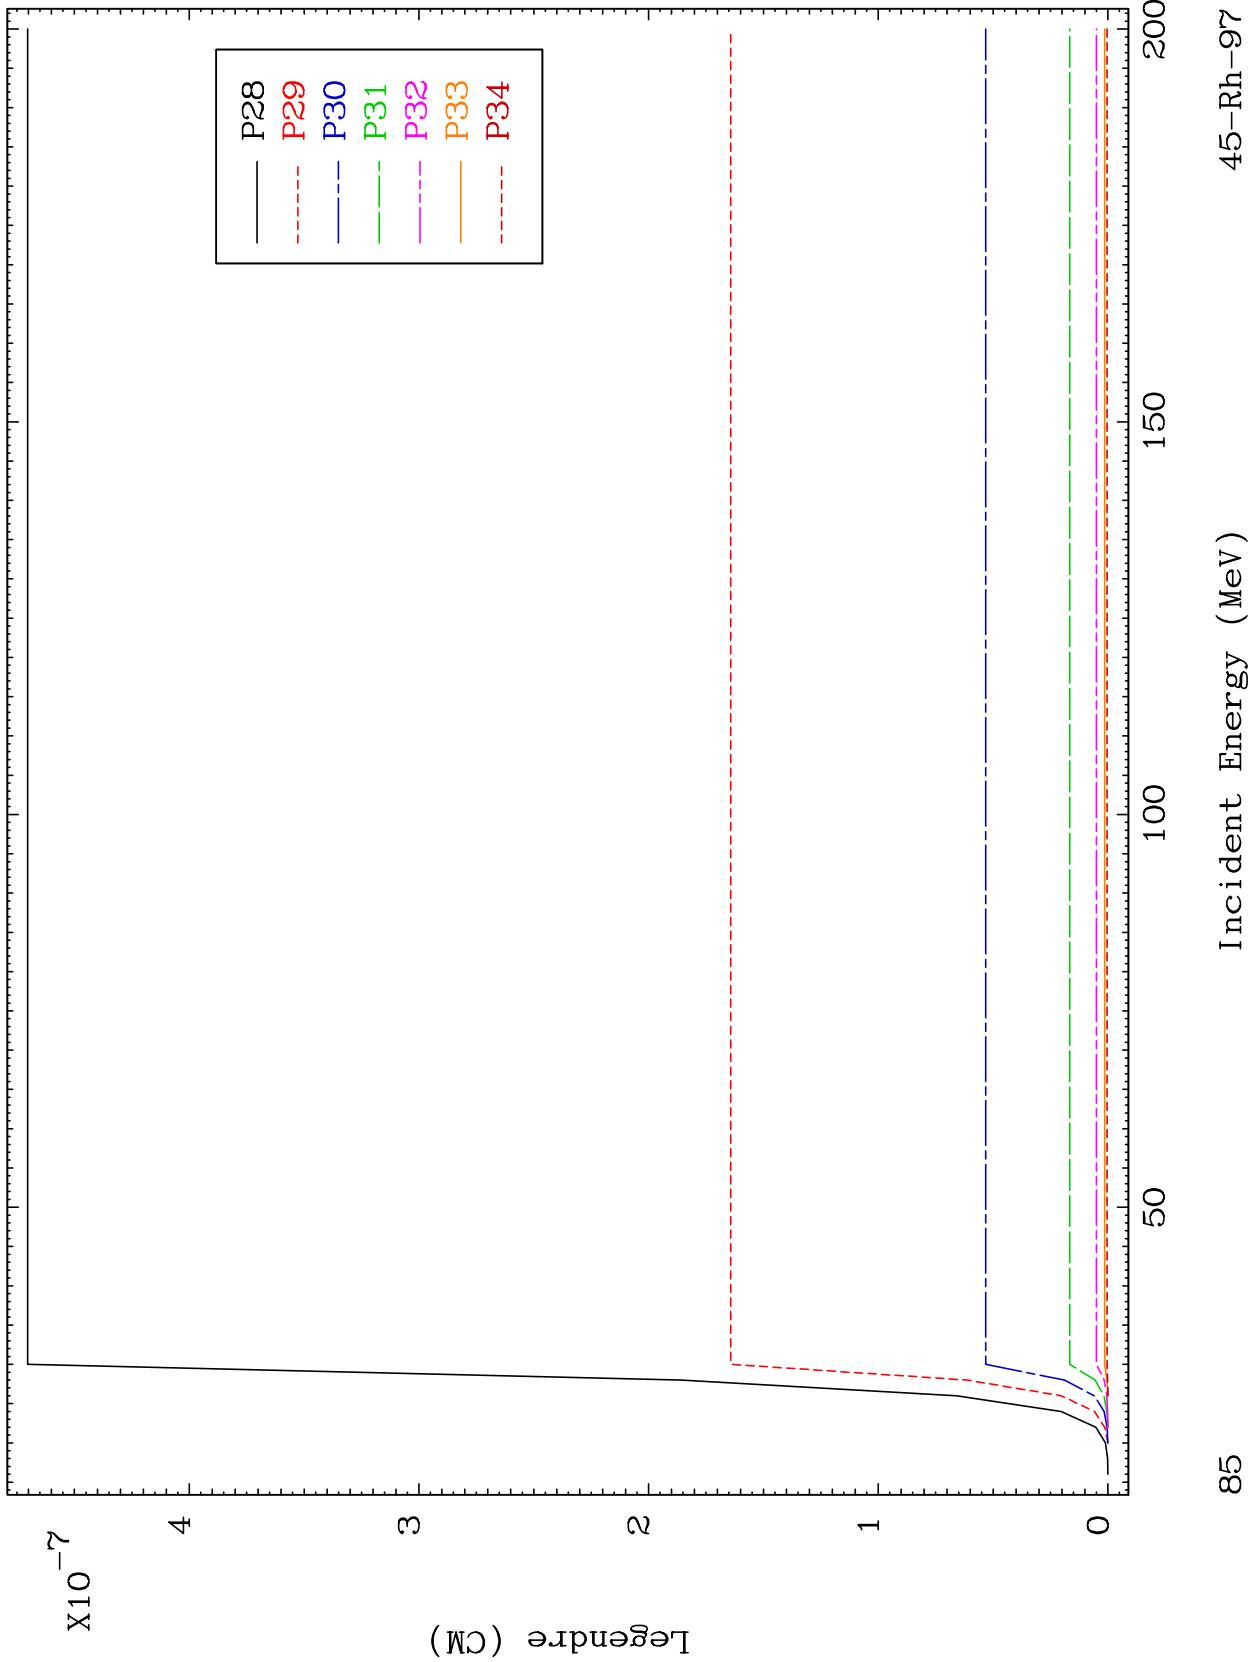 X10-7
4
3
2
1
0
Legendre (CM)
P28
P29
P30
P31
P32
P33
P34
50
100
150
200
Incident Energy (MeV)
85
45-Rh-97